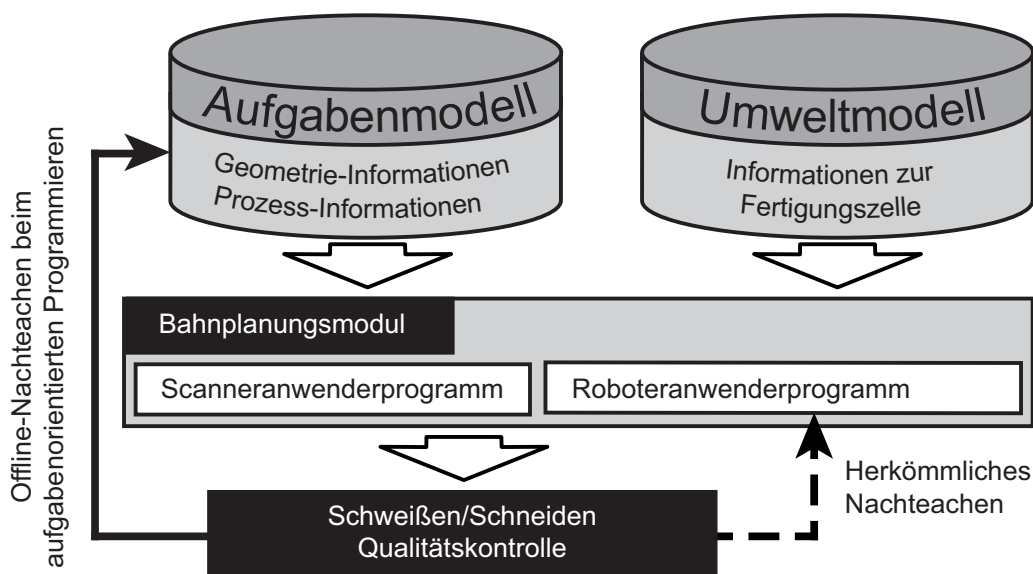 Aufgabenmodell
Geometrie-Informationen
Prozess-Informationen
Umweltmodell
Informationen zur
Fertigungszelle
Offline-Nachteachen beim
aufgabenorientierten Programmieren
Bahnplanungsmodul
Scanneranwenderprogramm
Roboteranwenderprogramm
Herkömmliches
Nachteachen
Schweißen/Schneiden
Qualitätskontrolle